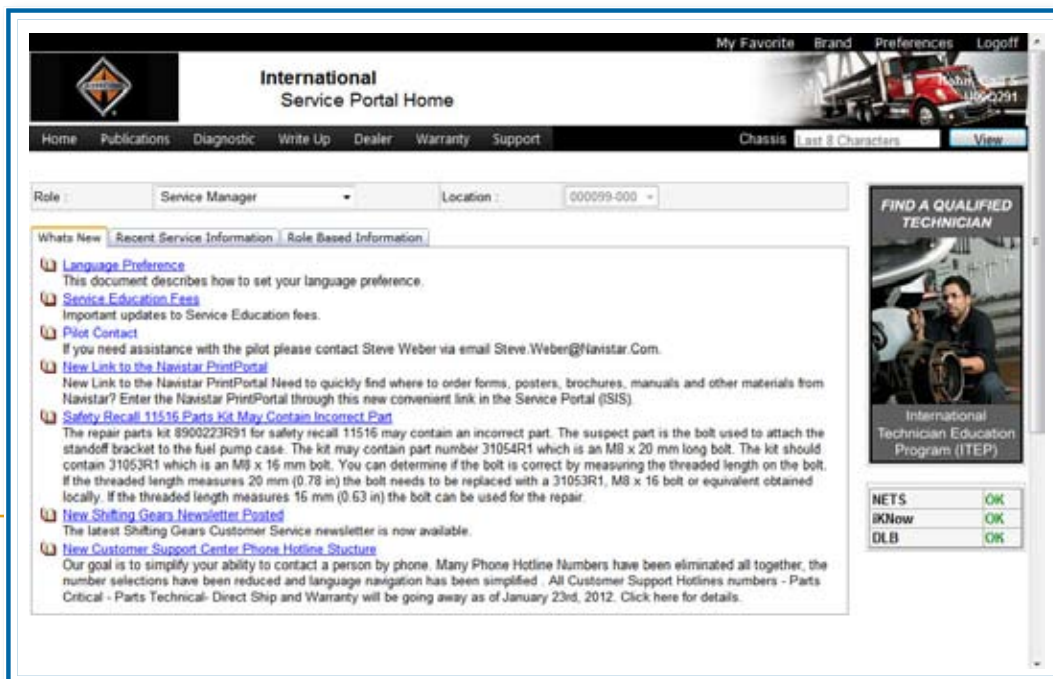 My Favorite Brand Preferences Logoff
International
Service Portal Home
Home Publications Diagnostic Write Up Dealer Warranty Support Chassis Last 8 Characters View
Role : Service Manager Location : 000099-000
Whats New Recent Service Information Role Based Information
Language Preference
This document describes how to set your language preference.
Service Education Fees
Important updates to Service Education fees.
Pilot Contact
If you need assistance with the pilot please contact Steve Weber via email Steve.Weber@Navistar.Com.
New Link to the Navistar PrintPortal
New Link to the Navistar PrintPortal Need to quickly find where to order forms, posters, brochures, manuals and other materials from
Navistar? Enter the Navistar PrintPortal through this new convenient link in the Service Portal (ISIS).
Safety Recall 11516 Parts Kit May Contain Incorrect Part
The repair parts kit 8900223R91 for safety recall 11516 may contain an incorrect part. The suspect part is the bolt used to attach the
standoff bracket to the fuel pump case. The kit may contain part number 31054R1 which is an M8 x 20 mm long bolt. The kit should
contain 31053R1 which is an M8 x 16 mm bolt. You can determine if the bolt is correct by measuring the threaded length on the bolt.
If the threaded length measures 20 mm (0.78 in) the bolt needs to be replaced with a 31053R1, M8 x 16 bolt or equivalent obtained
locally. If the threaded length measures 16 mm (0.63 in) the bolt can be used for the repair.
New Shifting Gears Newsletter Posted
The latest Shifting Gears Customer Service newsletter is now available.
New Customer Support Center Phone Hotline Stucture
Our goal is to simplify your ability to contact a person by phone. Many Phone Hotline Numbers have been eliminated all together, the
number selections have been reduced and language navigation has been simplified . All Customer Support Hotlines numbers - Parts
Critical - Parts Technical- Direct Ship and Warranty will be going away as of January 23rd, 2012. Click here for details.
FIND A QUALIFIED
TECHNICIAN
International
Technician Education
Program (ITEP)
NETS OK
iKNow OK
DLB OK